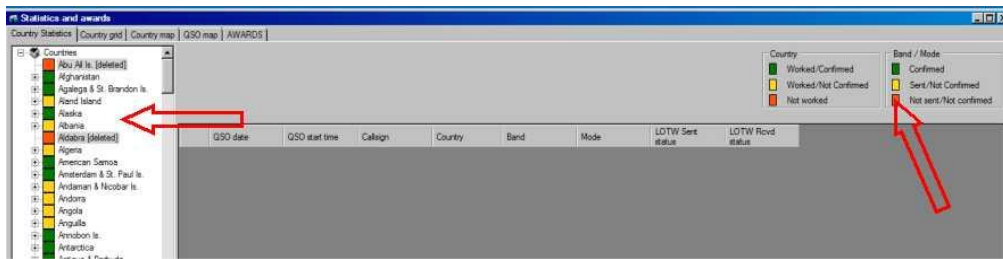 Statistics and awards
Country Statistics Country grid Country map QSO map AWARDS
Countries
Abu Ail Is. [deleted]
Afghanistan
Agalega & St. Brandon Is.
Aland Island
Alaska
Albania
Aldabra [deleted]
Algeria
American Samoa
Amsterdam & St. Paul Is.
Andaman & Nicobar Is.
Andorra
Angola
Anguilla
Annobon Is.
Antarctica
Country
Worked/Confirmed
Worked/Not Confirmed
Not worked
Band / Mode
Confirmed
Sent/Not Confirmed
Not sent/Not confirmed
QSO date QSO start time Callsign Country Band Mode LOTW Sent status LOTW Rcvd status